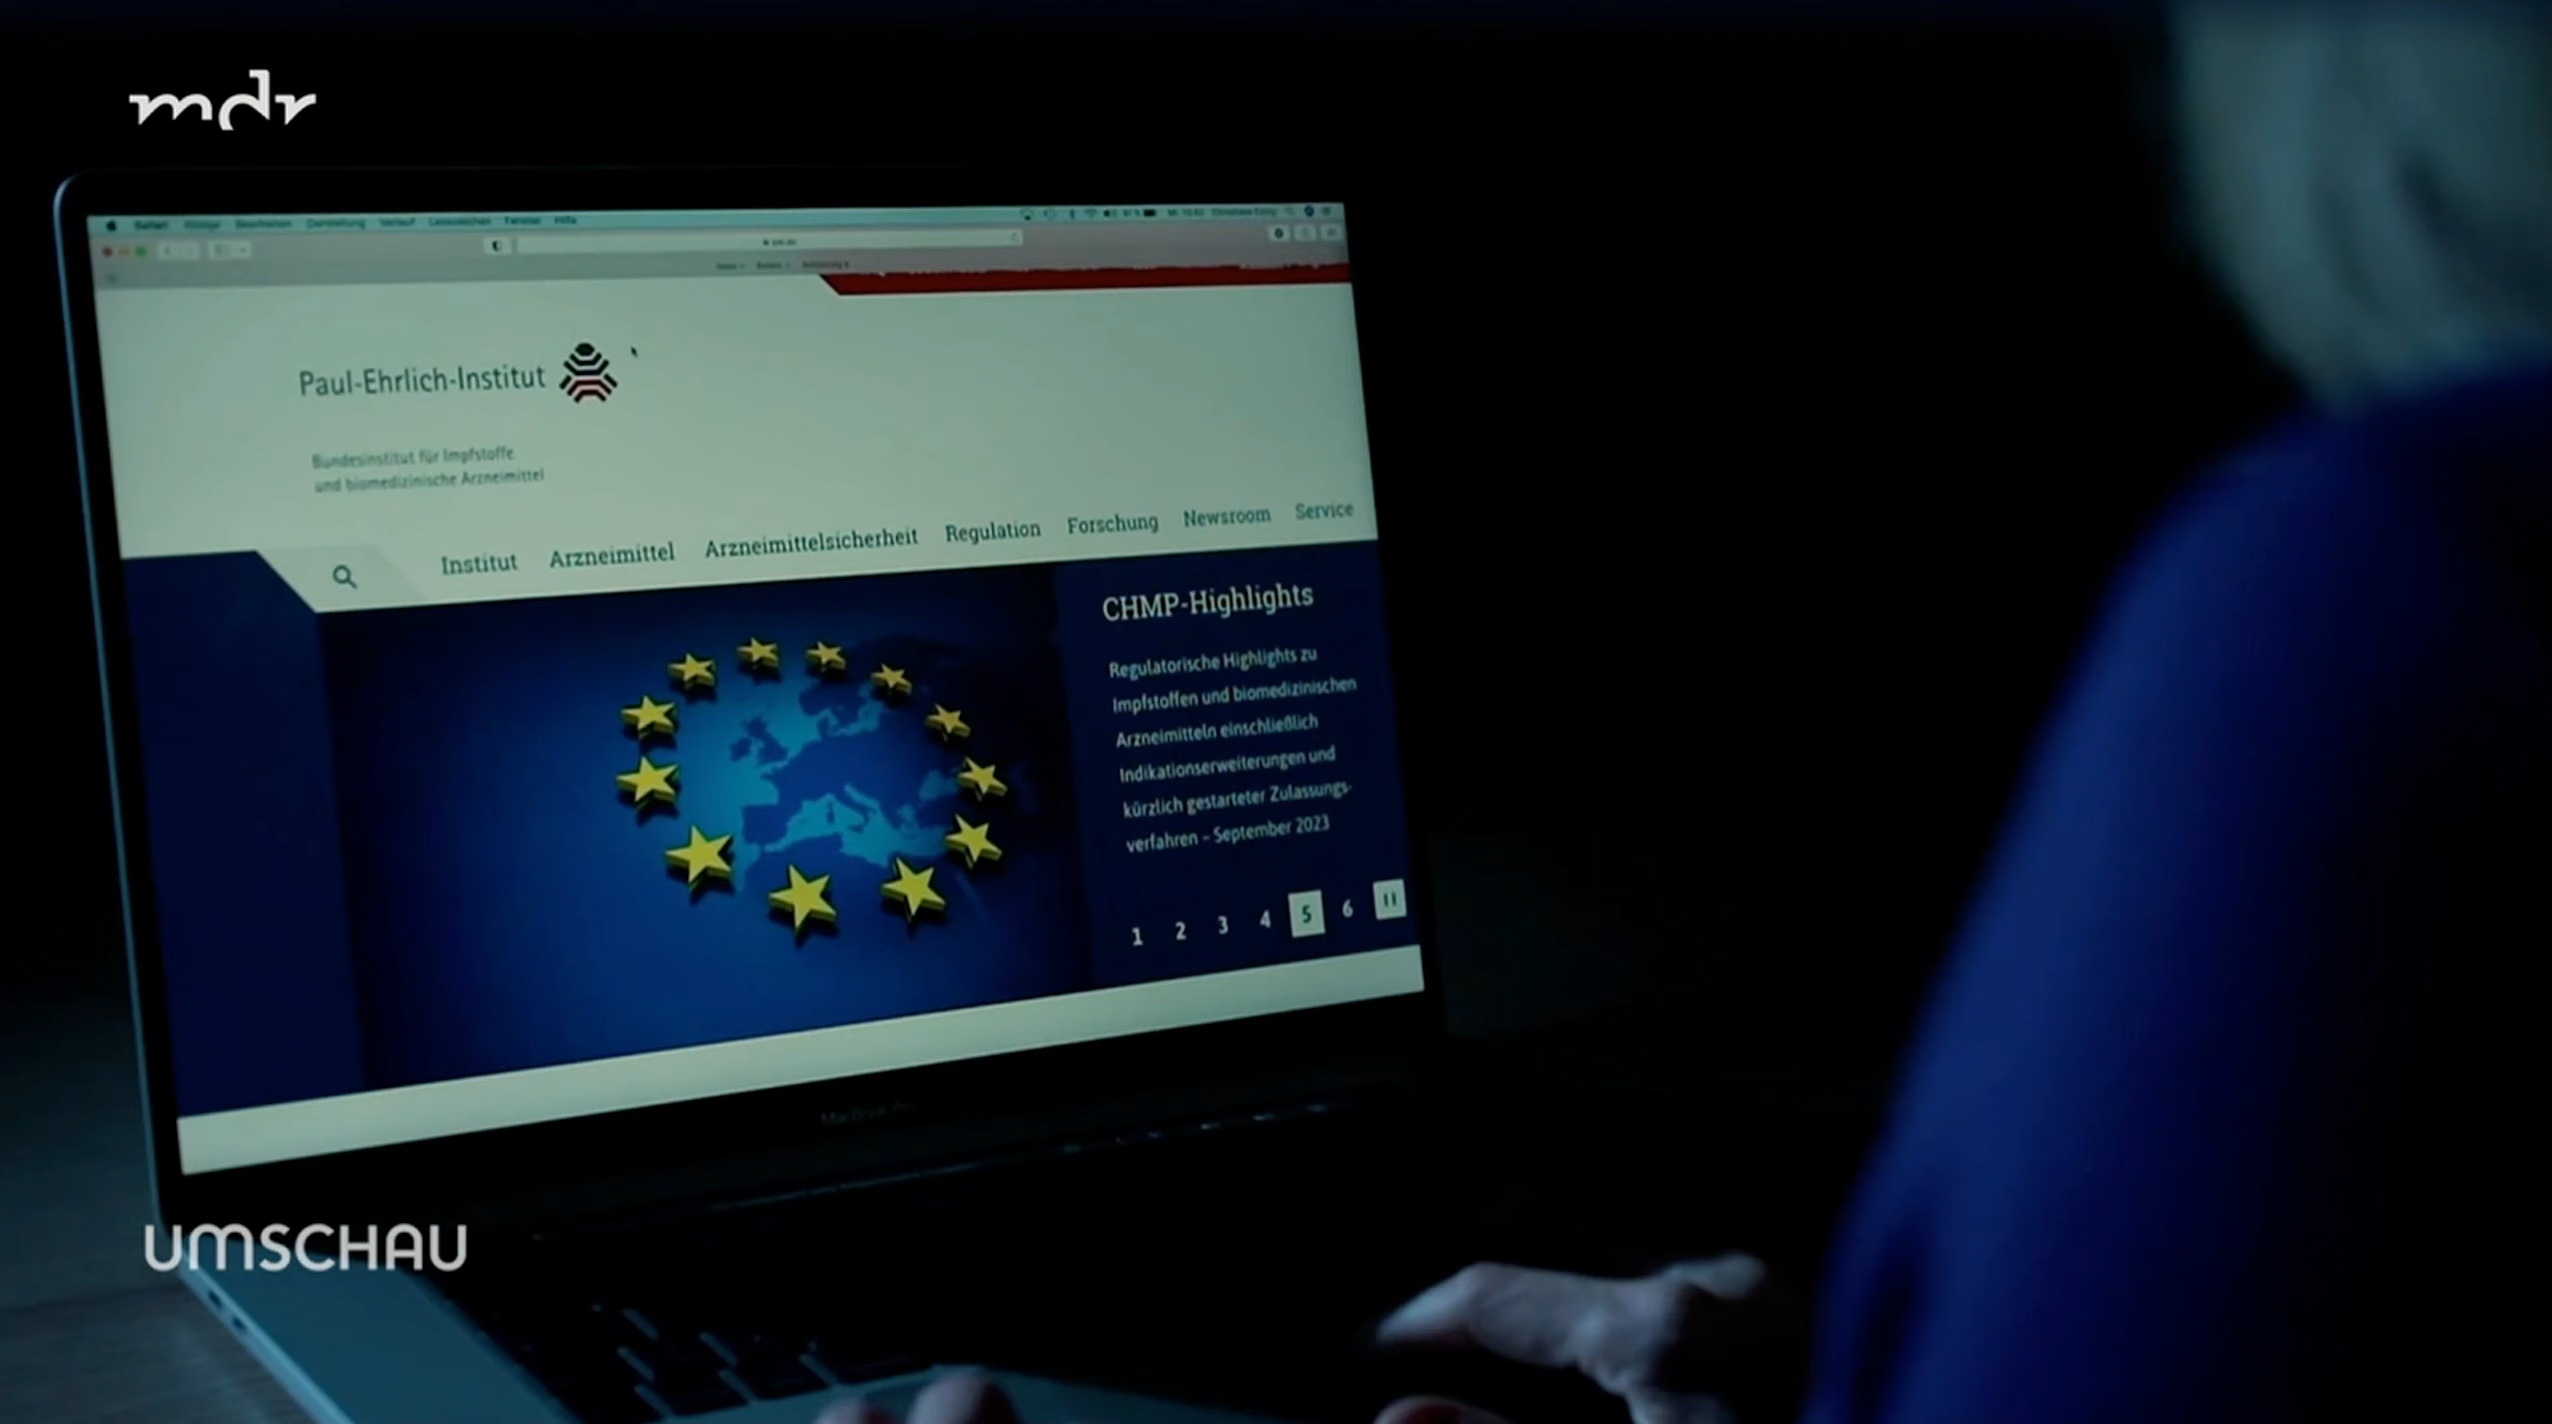 mdr
Paul-Ehrlich-Institut
Bundesinstitut für Impfstoffe
und biomedizinische Arzneimittel
Institut Arzneimittel Arzneimittelsicherheit Regulation Forschung Newsroom Service
CHMP-Highlights
Regulatorische Highlights zu
Impfstoffen und biomedizinischen
Arzneimitteln einschließlich
Indikationserweiterungen und
kürzlich gestarteter Zulassungs-
verfahren – September 2023
1 2 3 4 5 6
MacBook Pro
UMSCHAU